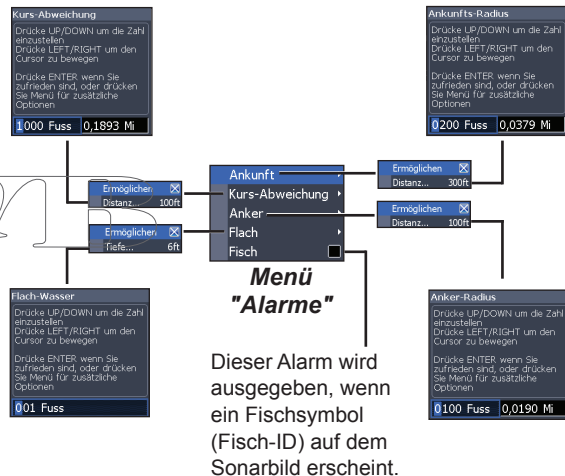 Kurs-Abweichung
Drücke UP/DOWN um die Zahl
einzustellen
Drücke LEFT/RIGHT um den
Cursor zu bewegen
Drücke ENTER wenn Sie
zufrieden sind, oder drücken
Sie Menü für zusätzliche
Optionen
1000 Fuss 0,1893 Mi
Ankunfts-Radius
Drücke UP/DOWN um die Zahl
einzustellen
Drücke LEFT/RIGHT um den
Cursor zu bewegen
Drücke ENTER wenn Sie
zufrieden sind, oder drücken
Sie Menü für zusätzliche
Optionen
0200 Fuss 0,0379 Mi
Ermöglichen
Distanz... 100ft
Ermöglichen
Tiefe... 6ft
Ankunft
Kurs-Abweichung
Anker
Flach
Fisch
Ermöglichen
Distanz... 300ft
Ermöglichen
Distanz... 100ft
Menü
"Alarme"
Flach-Wasser
Drücke UP/DOWN um die Zahl
einzustellen
Drücke LEFT/RIGHT um den
Cursor zu bewegen
Drücke ENTER wenn Sie
zufrieden sind, oder drücken
Sie Menü für zusätzliche
Optionen
001 Fuss
Dieser Alarm wird
ausgegeben, wenn
ein Fischsymbol
(Fisch-ID) auf dem
Sonarbild erscheint.
Anker-Radius
Drücke UP/DOWN um die Zahl
einzustellen
Drücke LEFT/RIGHT um den
Cursor zu bewegen
Drücke ENTER wenn Sie
zufrieden sind, oder drücken
Sie Menü für zusätzliche
Optionen
0100 Fuss 0,0190 Mi